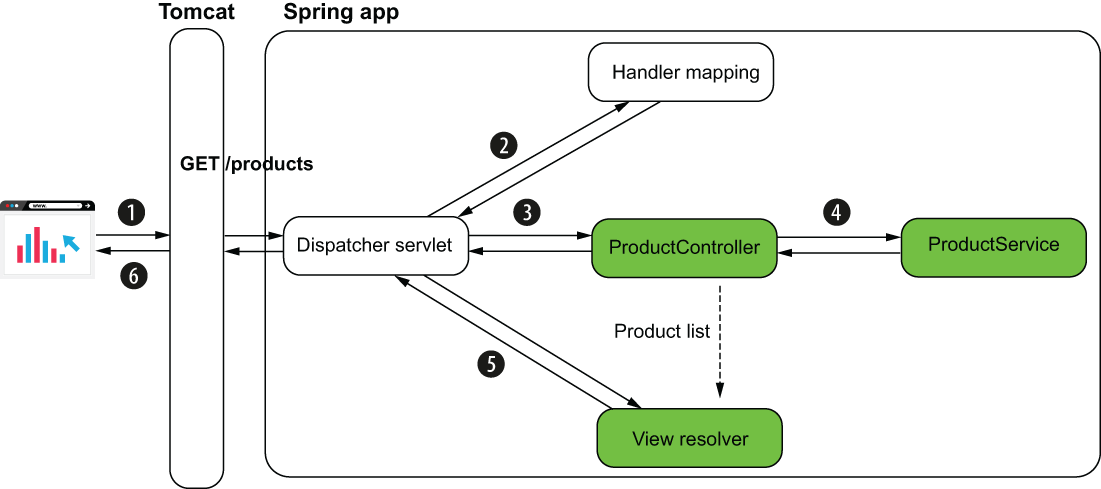 Tomcat
Spring app
Handler mapping
2
GET /products
www.
1
3
4
Dispatcher servlet
ProductController
ProductService
6
Product list
5
View resolver